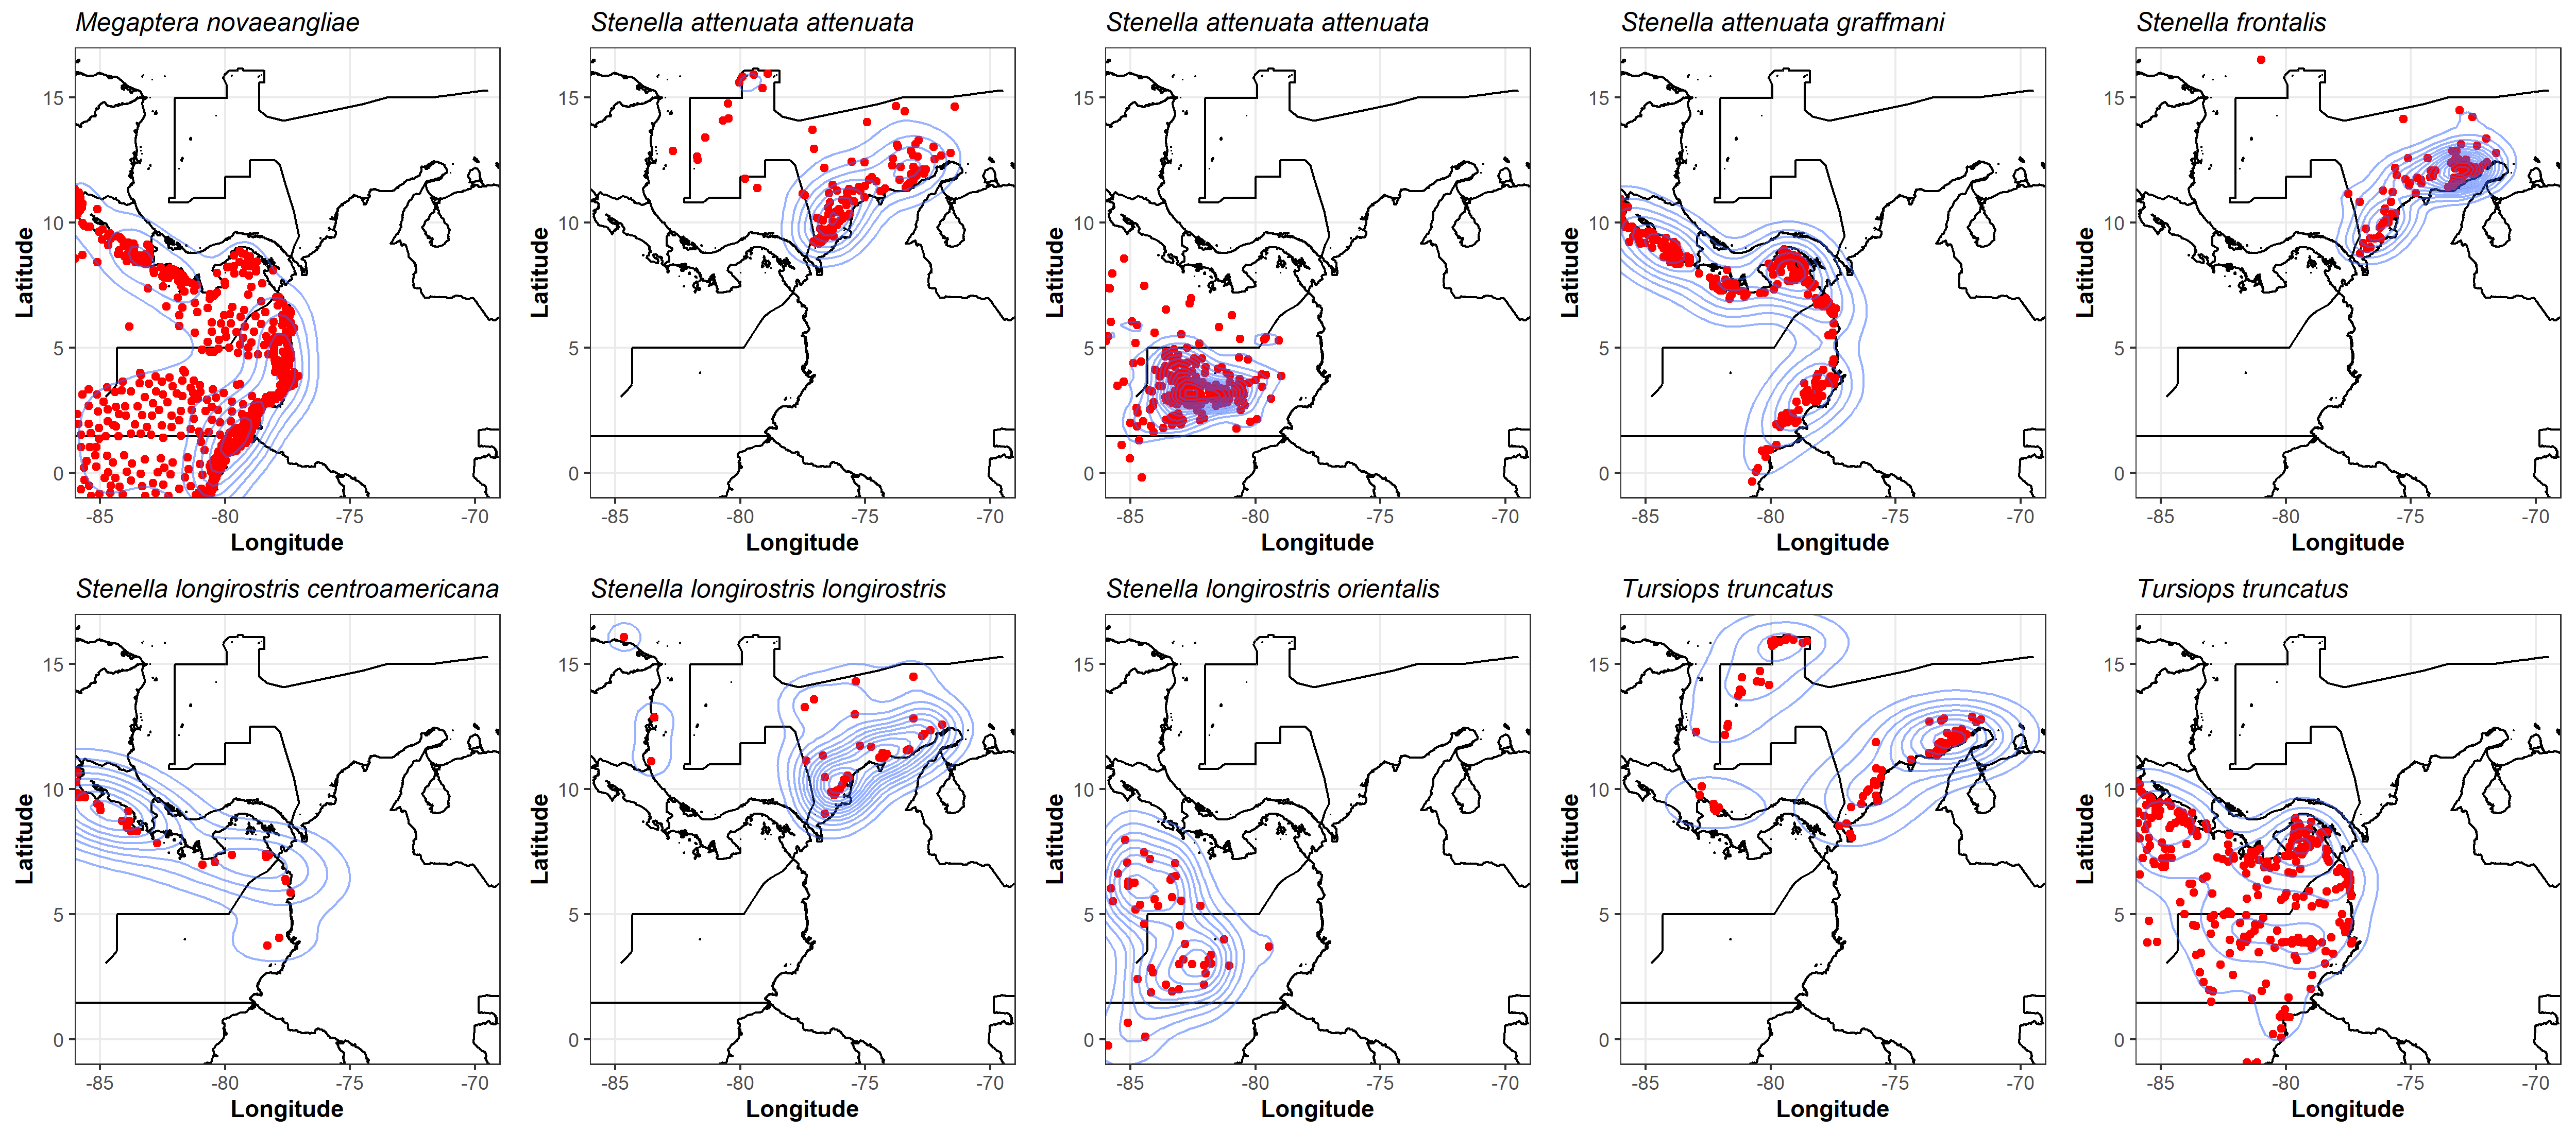 Megaptera novaeangliae
Stenella attenuata attenuata
Stenella attenuata attenuata
Stenella attenuata graffmani
Stenella frontalis
15
10
5
0
Latitude
-85 -80 -75 -70
Longitude
15
10
5
0
Latitude
-85 -80 -75 -70
Longitude
15
10
5
0
Latitude
-85 -80 -75 -70
Longitude
15
10
5
0
Latitude
-85 -80 -75 -70
Longitude
15
10
5
0
Latitude
-85 -80 -75 -70
Longitude
Stenella longirostris centroamericana
Stenella longirostris longirostris
Stenella longirostris orientalis
Tursiops truncatus
Tursiops truncatus
15
10
5
0
Latitude
-85 -80 -75 -70
Longitude
15
10
5
0
Latitude
-85 -80 -75 -70
Longitude
15
10
5
0
Latitude
-85 -80 -75 -70
Longitude
15
10
5
0
Latitude
-85 -80 -75 -70
Longitude
15
10
5
0
Latitude
-85 -80 -75 -70
Longitude